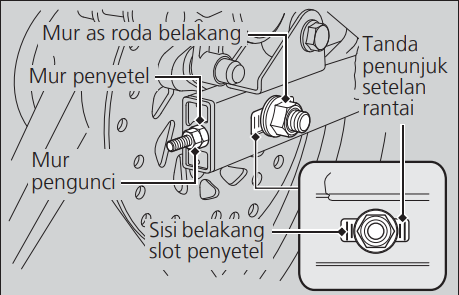 Mur as roda belakang
Mur penyetel
Mur
pengunci
Tanda
penunjuk
setelan
rantai
Sisi belakang
slot penyetel